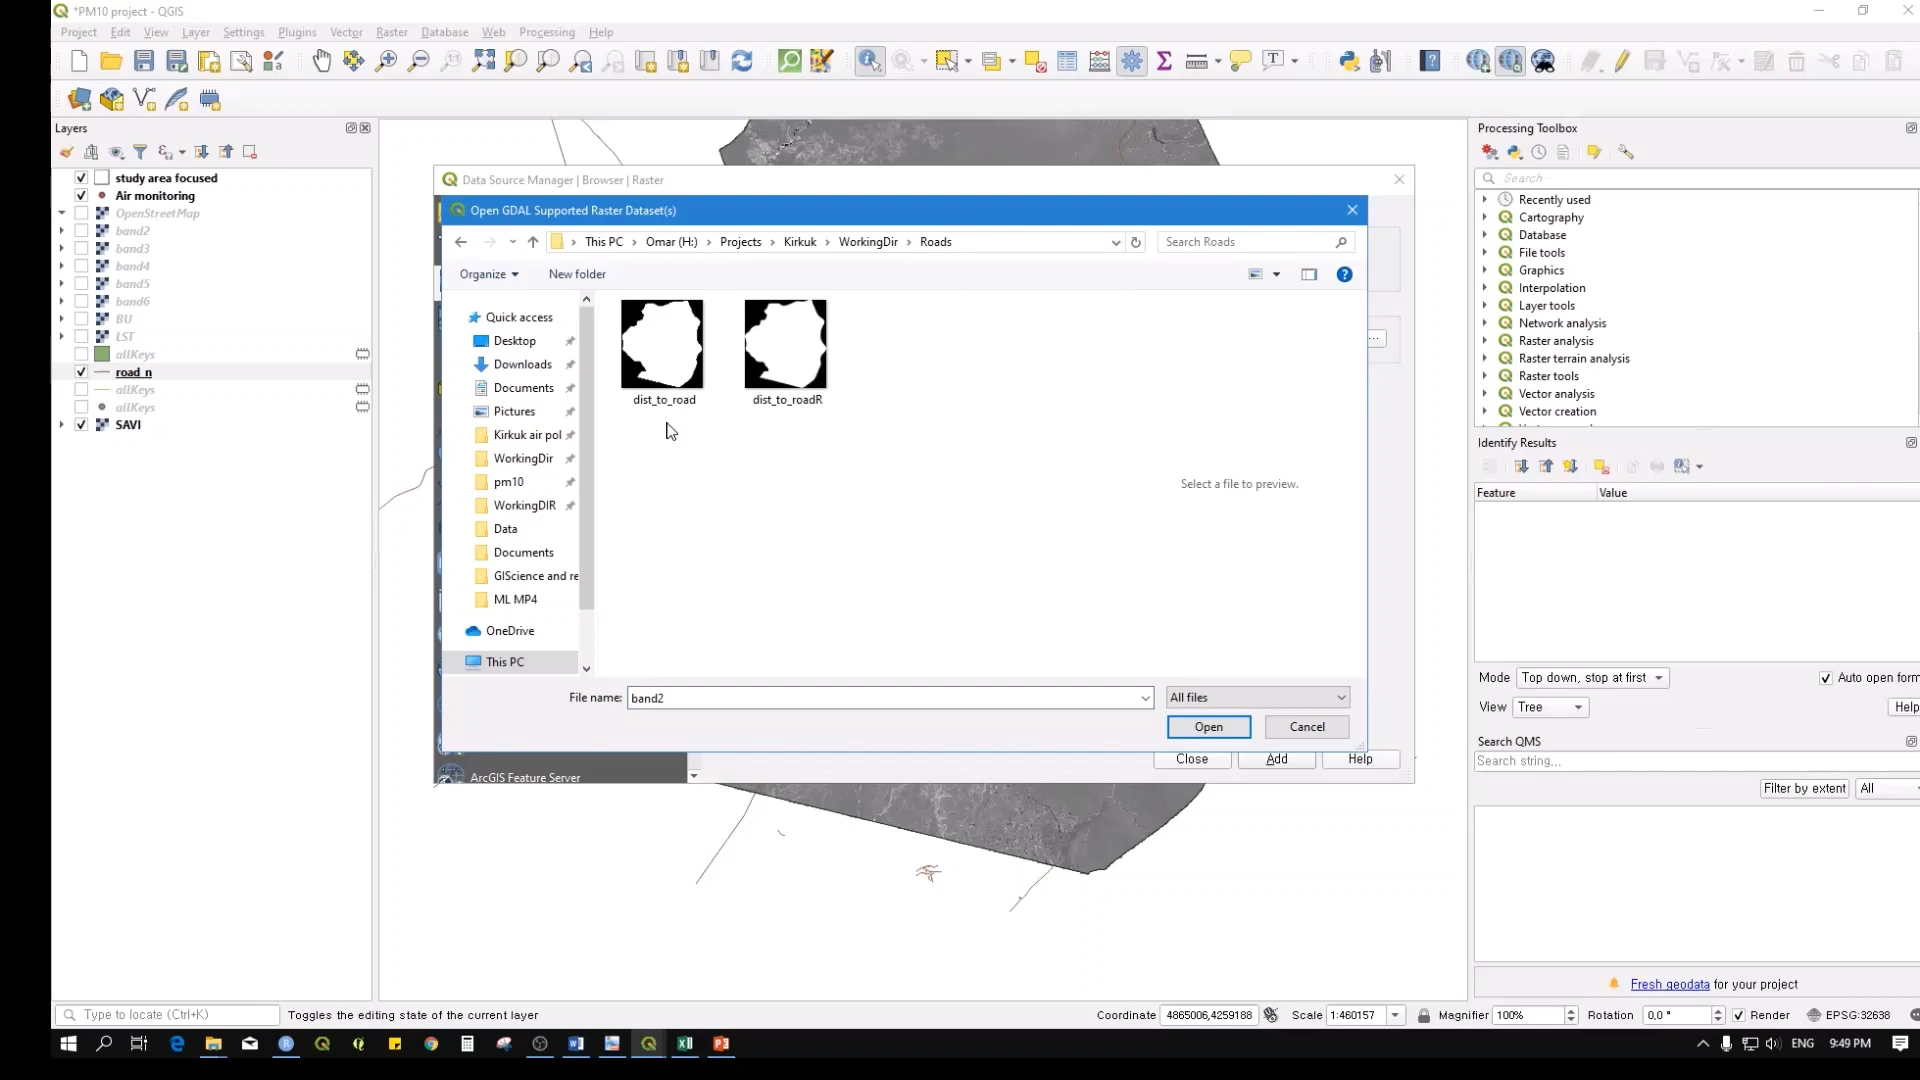 *PM10 project - QGIS
Project Edit View Layer Settings Plugins Vector Raster Database Web Processing Help
Layers
study area focused
Air monitoring
OpenStreetMap
band2
band3
band4
band5
band6
BU
LST
allKeys
road_n
allKeys
allKeys
SAVI
Data Source Manager | Browser | Raster
Open GDAL Supported Raster Dataset(s)
This PC > Omar (H:) > Projects > Kirkuk > WorkingDir > Roads
Search Roads
Organize
New folder
Quick access
Desktop
Downloads
Documents
Pictures
Kirkuk air pol
WorkingDir
pm10
WorkingDIR
Data
Documents
GIScience and re
ML MP4
OneDrive
This PC
dist_to_road
dist_to_roadR
Select a file to preview.
File name: band2
All files
Open
Cancel
ArcGIS Feature Server
Close
Add
Help
Processing Toolbox
Search
Recently used
Cartography
Database
File tools
Graphics
Interpolation
Layer tools
Network analysis
Raster analysis
Raster terrain analysis
Raster tools
Vector analysis
Vector creation
Identify Results
Feature Value
Mode Top down, stop at first
Auto open form
View Tree
Help
Search QMS
Search string...
Filter by extent
All
Fresh geodata for your project
Type to locate (Ctrl+K)
Toggles the editing state of the current layer
Coordinate 4865006,4259188
Scale 1:460157
Magnifier 100%
Rotation 0,0 °
Render
EPSG:32638
ENG
9:49 PM